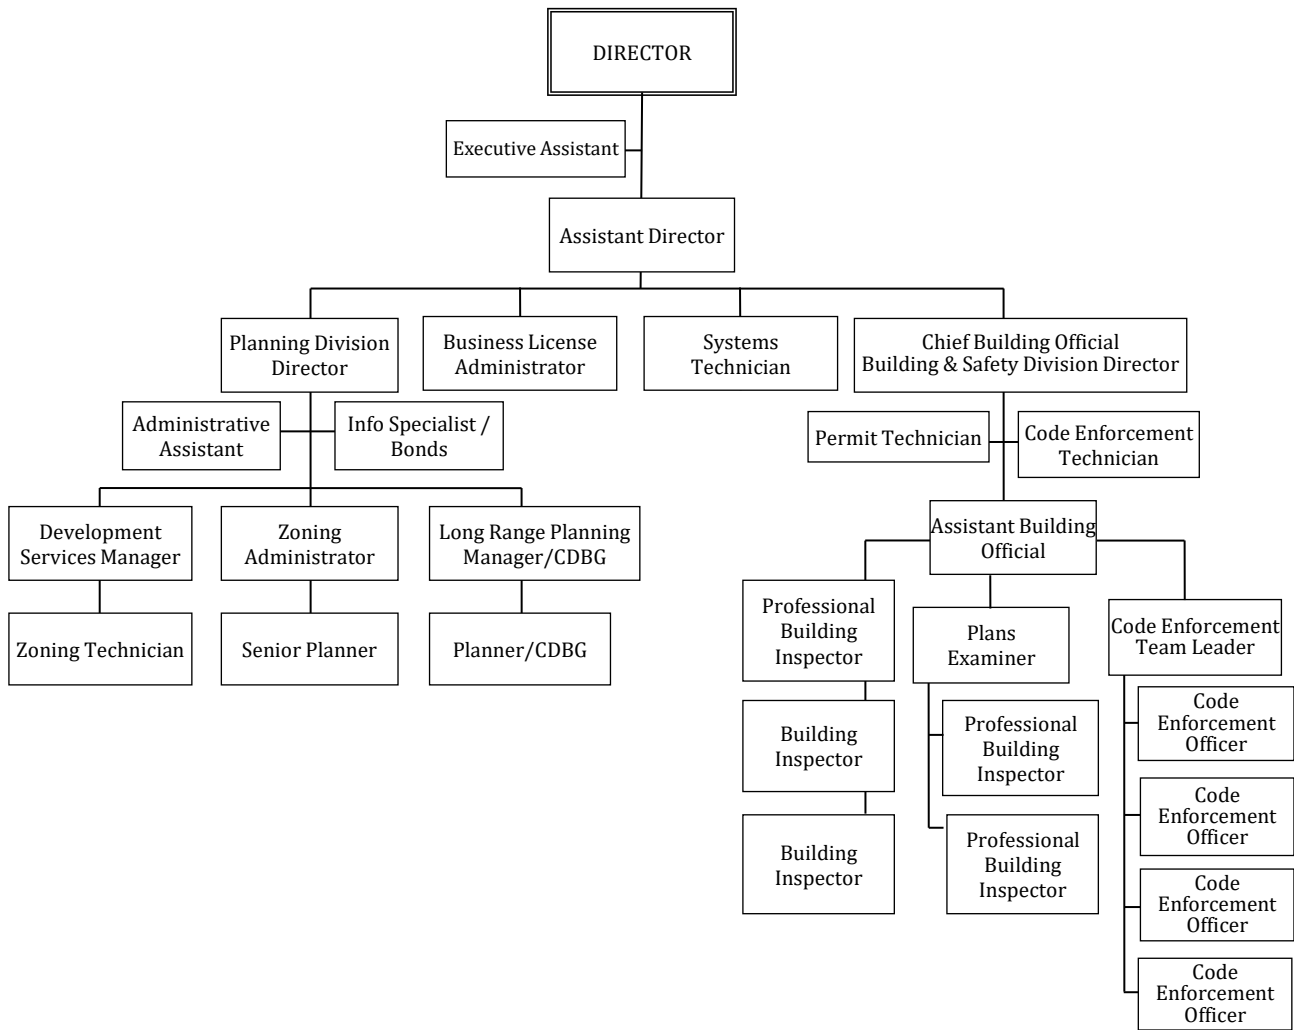 DIRECTOR
Executive Assistant
Assistant Director
Planning Division
Director
Business License
Administrator
Systems
Technician
Chief Building Official
Building & Safety Division Director
Administrative
Assistant
Info Specialist /
Bonds
Permit Technician
Code Enforcement
Technician
Development
Services Manager
Zoning
Administrator
Long Range Planning
Manager/CDBG
Assistant Building
Official
Zoning Technician
Senior Planner
Planner/CDBG
Professional
Building
Inspector
Plans
Examiner
Code Enforcement
Team Leader
Building
Inspector
Professional
Building
Inspector
Code
Enforcement
Officer
Code
Enforcement
Officer
Building
Inspector
Professional
Building
Inspector
Code
Enforcement
Officer
Code
Enforcement
Officer